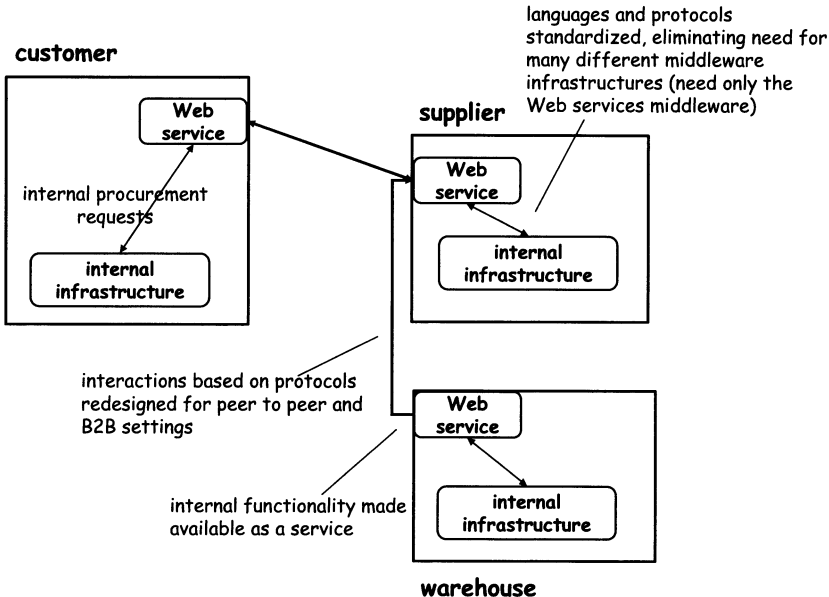 customer
Web
service
internal procurement
requests
internal
infrastructure
languages and protocols
standardized, eliminating need for
many different middleware
infrastructures (need only the
Web services middleware)
supplier
Web
service
internal
infrastructure
interactions based on protocols
redesigned for peer to peer and
B2B settings
internal functionality made
available as a service
Web
service
internal
infrastructure
warehouse